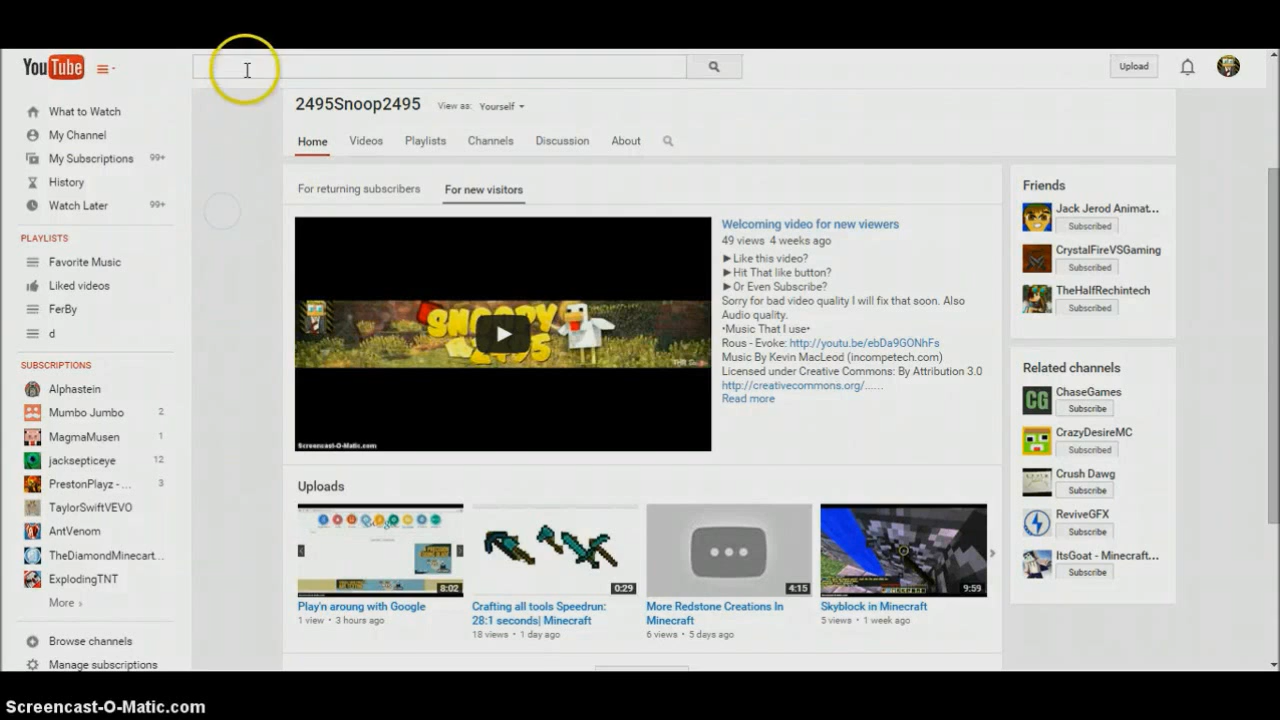 YouTube
Upload
What to Watch
My Channel
My Subscriptions 99+
History
Watch Later 99+
PLAYLISTS
Favorite Music
Liked videos
FerBy
d
SUBSCRIPTIONS
Alphastein
Mumbo Jumbo 2
MagmaMusen 1
jacksepticeye 12
PrestonPlayz - ... 3
TaylorSwiftVEVO
AntVenom
TheDiamondMinecart...
ExplodingTNT
More ›
Browse channels
Manage subscriptions
2495Snoop2495 View as: Yourself
Home Videos Playlists Channels Discussion About
For returning subscribers For new visitors
SNOOPY
2495
Screencast-O-Matic.com
Welcoming video for new viewers
49 views 4 weeks ago
►Like this video?
►Hit That like button?
►Or Even Subscribe?
Sorry for bad video quality I will fix that soon. Also
Audio quality.
•Music That I use•
Rous - Evoke: http://youtu.be/ebDa9GONhFs
Music By Kevin MacLeod (incompetech.com)
Licensed under Creative Commons: By Attribution 3.0
http://creativecommons.org/......
Read more
Uploads
8:02
Play'n aroung with Google
1 view • 3 hours ago
0:29
Crafting all tools Speedrun:
28:1 seconds| Minecraft
18 views • 1 day ago
4:15
More Redstone Creations In
Minecraft
6 views • 5 days ago
9:59
Skyblock in Minecraft
5 views • 1 week ago
Friends
Jack Jerod Animat...
Subscribed
CrystalFireVSGaming
Subscribed
TheHalfRechintech
Subscribed
Related channels
CG
ChaseGames
Subscribe
CrazyDesireMC
Subscribed
Crush Dawg
Subscribe
ReviveGFX
Subscribe
ItsGoat - Minecraft...
Subscribe
Screencast-O-Matic.com